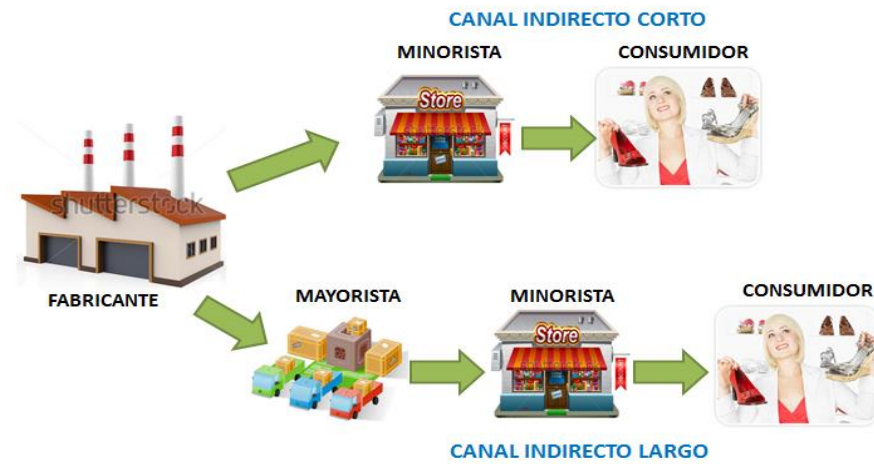 CANAL INDIRECTO CORTO
MINORISTA
CONSUMIDOR
Store
shutterstock
FABRICANTE
MAYORISTA
MINORISTA
CONSUMIDOR
Store
CANAL INDIRECTO LARGO